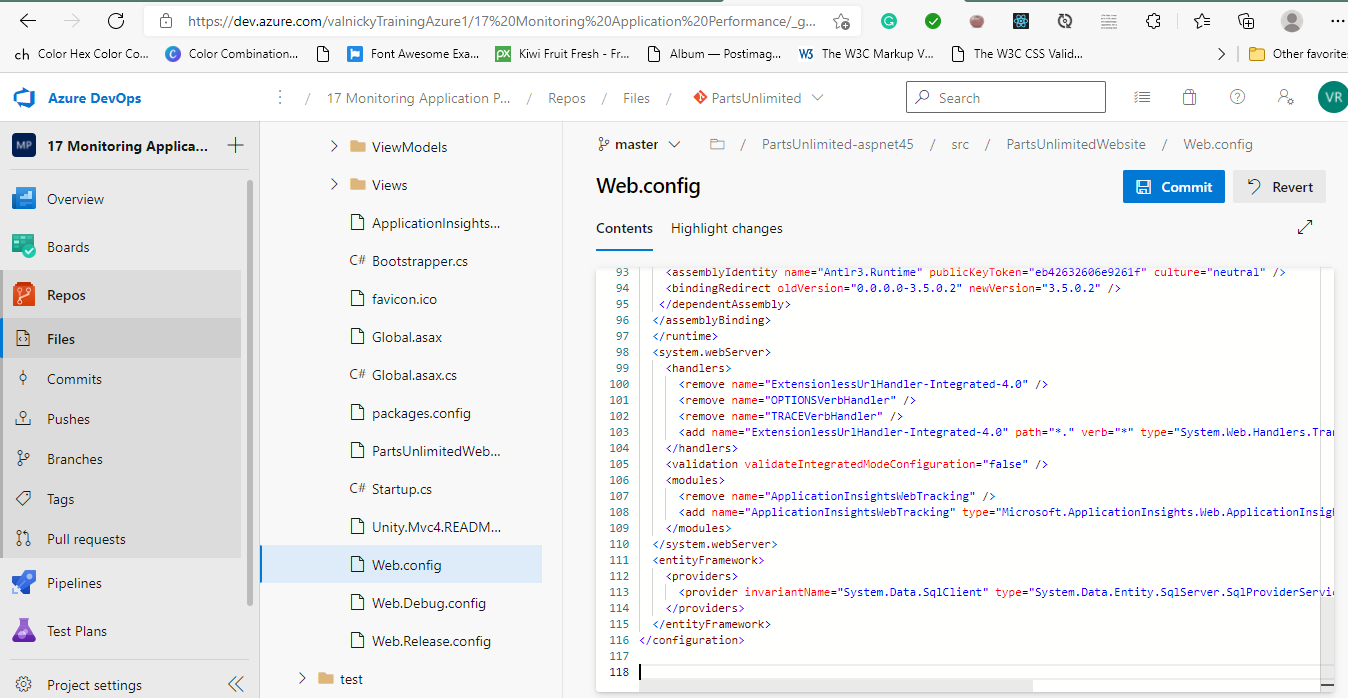 https://dev.azure.com/valnickyTrainingAzure1/17%20Monitoring%20Application%20Performance/_g...
ch Color Hex Color Co... Color Combination... Font Awesome Exa... Kiwi Fruit Fresh - Fr... Album — Postimag... The W3C Markup V... The W3C CSS Valid... Other favorites
Azure DevOps / 17 Monitoring Application P... / Repos / Files / PartsUnlimited Search VR
MP 17 Monitoring Applica...
Overview
Boards
Repos
Files
Commits
Pushes
Branches
Tags
Pull requests
Pipelines
Test Plans
Project settings
ViewModels
Views
ApplicationInsights...
C# Bootstrapper.cs
favicon.ico
Global.asax
C# Global.asax.cs
packages.config
PartsUnlimitedWeb...
C# Startup.cs
Unity.Mvc4.READM...
Web.config
Web.Debug.config
Web.Release.config
test
master / PartsUnlimited-aspnet45 / src / PartsUnlimitedWebsite / Web.config
Web.config
Commit Revert
Contents Highlight changes
93 <assemblyIdentity name="Antlr3.Runtime" publicKeyToken="eb42632606e9261f" culture="neutral" />
94 <bindingRedirect oldVersion="0.0.0.0-3.5.0.2" newVersion="3.5.0.2" />
95 </dependentAssembly>
96 </assemblyBinding>
97 </runtime>
98 <system.webServer>
99 <handlers>
100 <remove name="ExtensionlessUrlHandler-Integrated-4.0" />
101 <remove name="OPTIONSVerbHandler" />
102 <remove name="TRACEVerbHandler" />
103 <add name="ExtensionlessUrlHandler-Integrated-4.0" path="*." verb="*" type="System.Web.Handlers.Tra
104 </handlers>
105 <validation validateIntegratedModeConfiguration="false" />
106 <modules>
107 <remove name="ApplicationInsightsWebTracking" />
108 <add name="ApplicationInsightsWebTracking" type="Microsoft.ApplicationInsights.Web.ApplicationInsigh
109 </modules>
110 </system.webServer>
111 <entityFramework>
112 <providers>
113 <provider invariantName="System.Data.SqlClient" type="System.Data.Entity.SqlServer.SqlProviderServi
114 </providers>
115 </entityFramework>
116 </configuration>
117
118